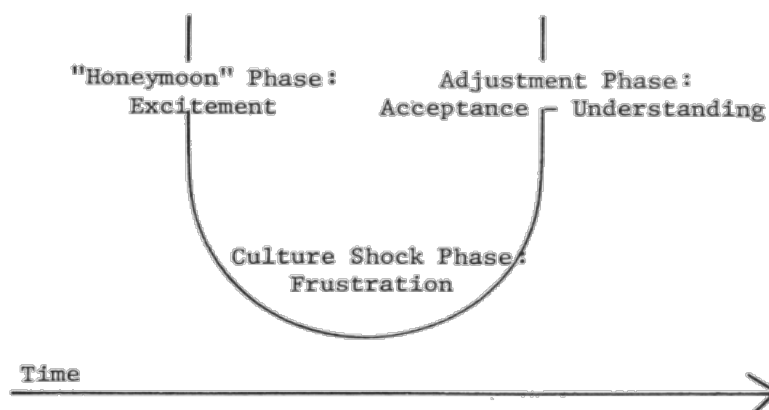 "Honeymoon" Phase:
Excitement
Adjustment Phase:
Acceptance - Understanding
Culture Shock Phase:
Frustration
Time